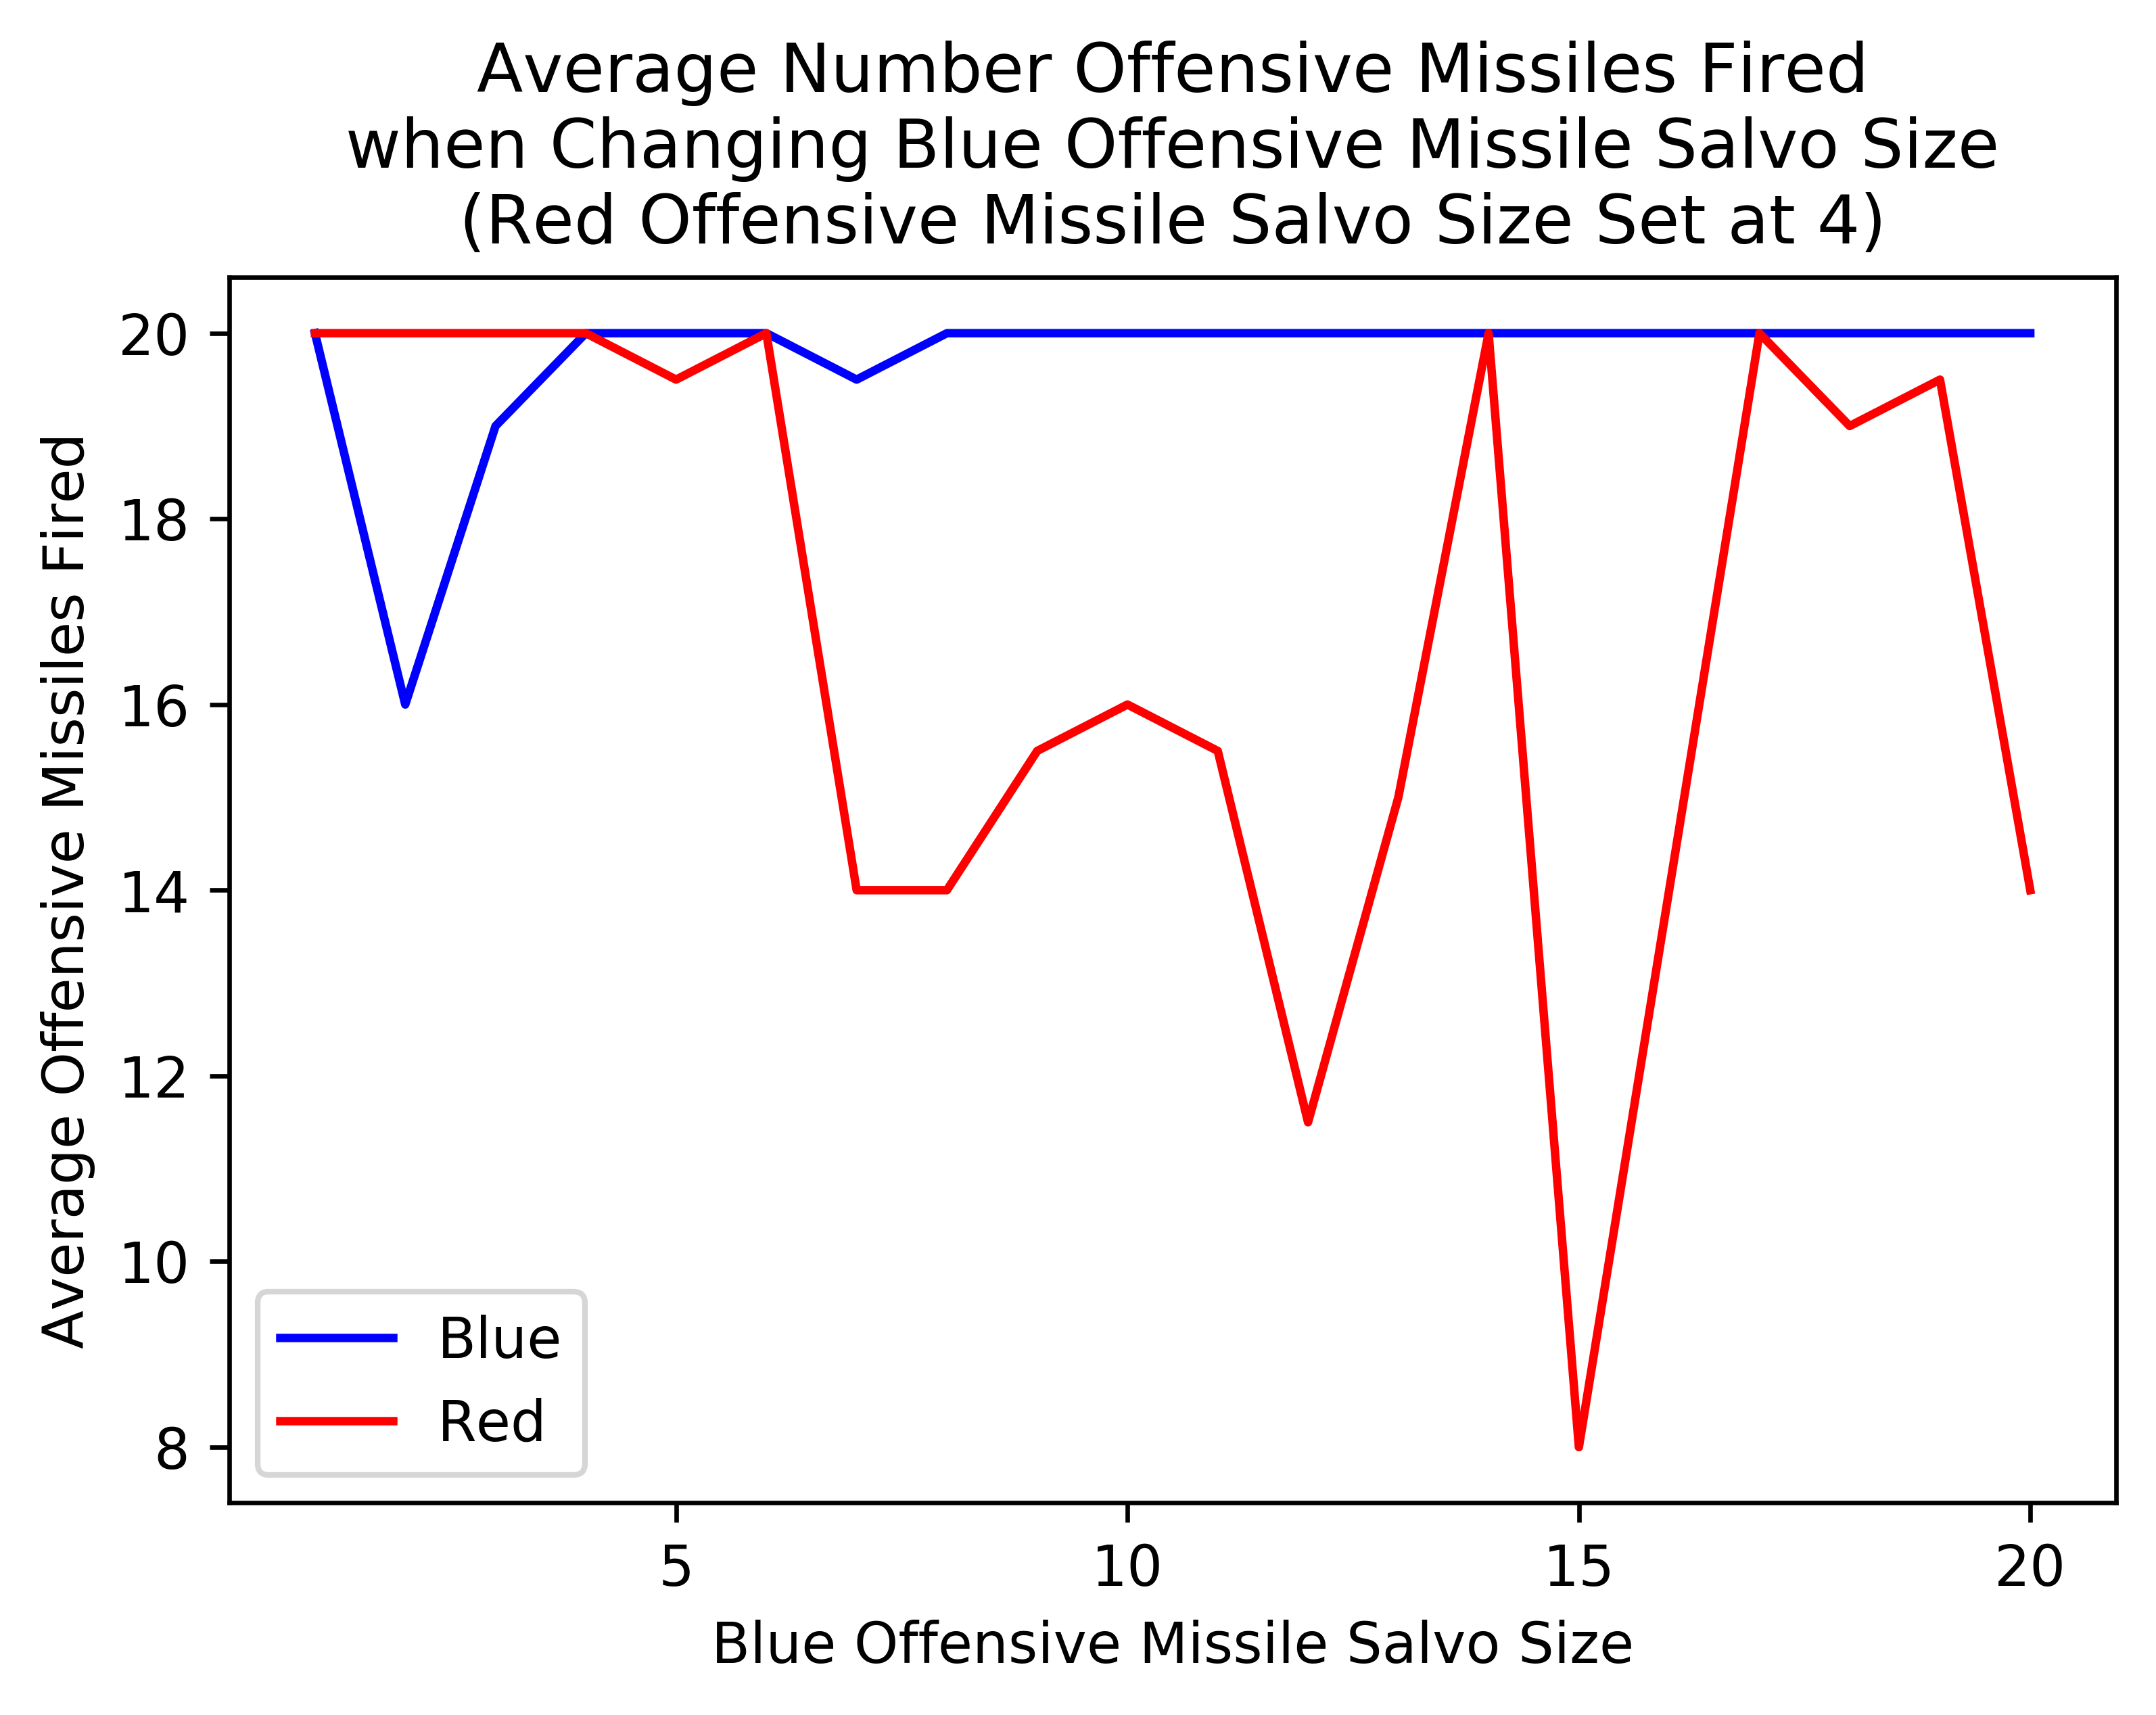 Average Number Offensive Missiles Fired
when Changing Blue Offensive Missile Salvo Size
(Red Offensive Missile Salvo Size Set at 4)
Average Offensive Missiles Fired
20
18
16
14
12
10
8
Blue
Red
5
10
15
20
Blue Offensive Missile Salvo Size